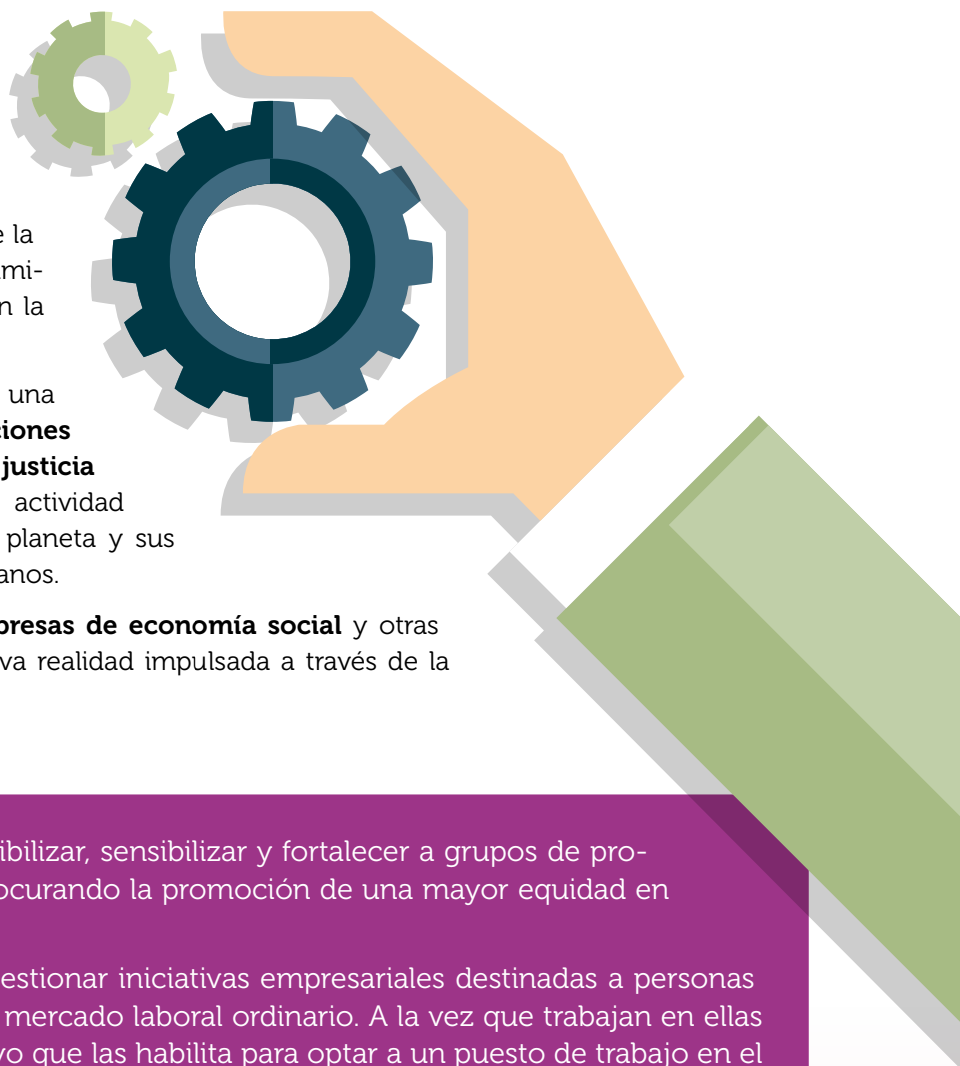 e la
ami-
n la
una
ciones
justicia
actividad
planeta y sus
anos.
presas de economía social y otras
va realidad impulsada a través de la
ibilizar, sensibilizar y fortalecer a grupos de pro-
ocurando la promoción de una mayor equidad en
estionar iniciativas empresariales destinadas a personas
mercado laboral ordinario. A la vez que trabajan en ellas
vo que las habilita para optar a un puesto de trabajo en el